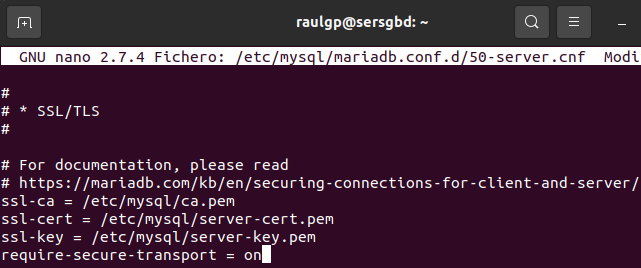 raulgp@sersgbd: ~
GNU nano 2.7.4 Fichero: /etc/mysql/mariadb.conf.d/50-server.cnf Modi
#
# * SSL/TLS
#
# For documentation, please read
# https://mariadb.com/kb/en/securing-connections-for-client-and-server/
ssl-ca = /etc/mysql/ca.pem
ssl-cert = /etc/mysql/server-cert.pem
ssl-key = /etc/mysql/server-key.pem
require-secure-transport = on